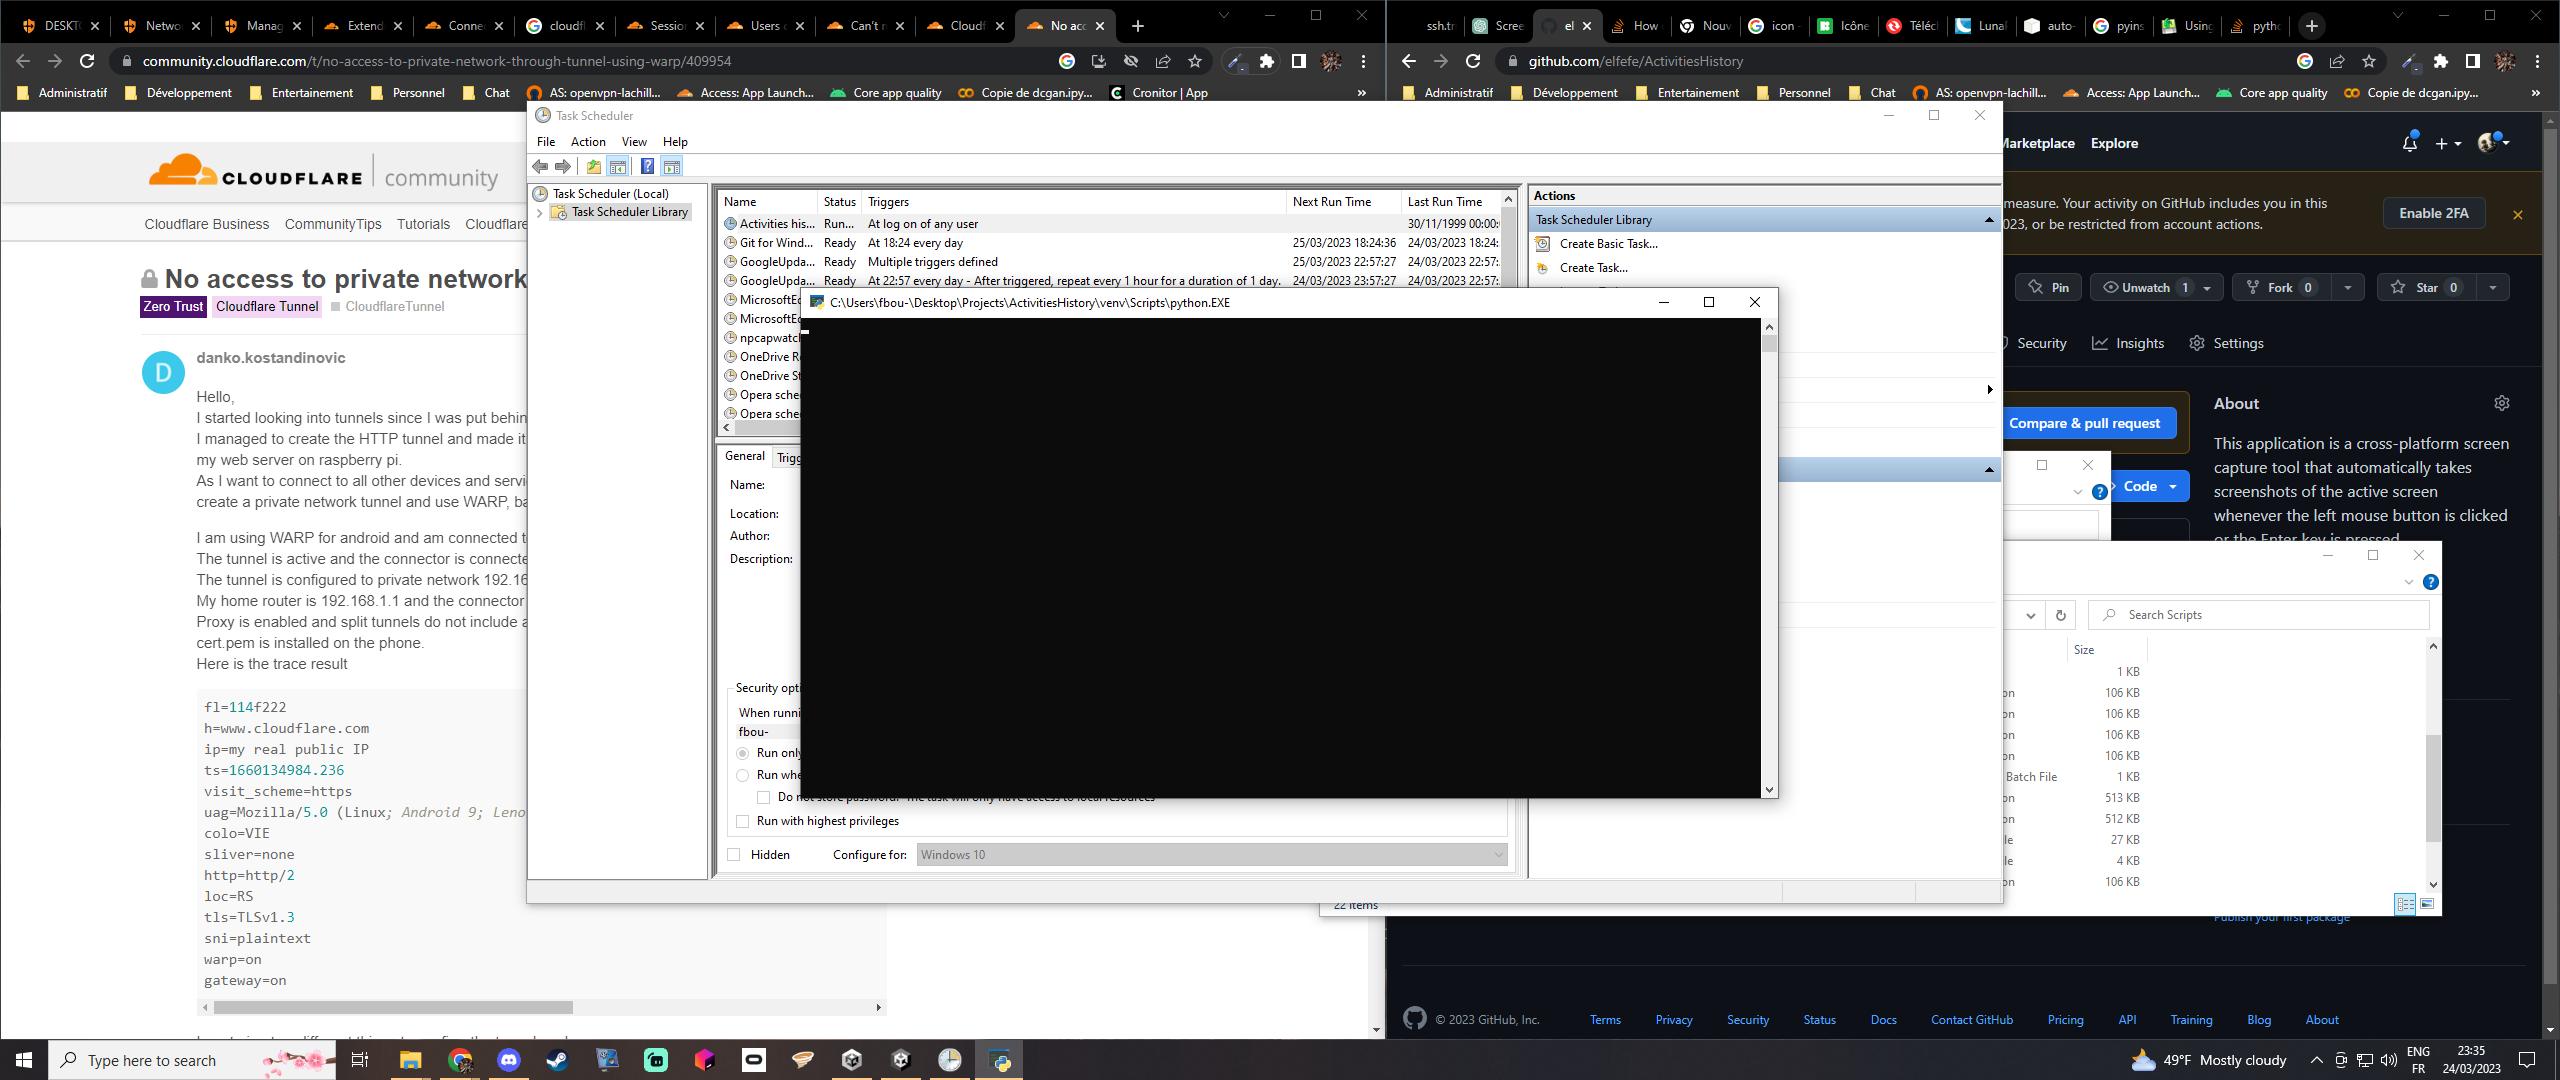 DESKT
Netwo
Manag
Extend
Conne
cloudfl
Session
Users
Can't r
Cloudf
No acc
community.cloudflare.com/t/no-access-to-private-network-through-tunnel-using-warp/409954
Administratif
Développement
Entertainement
Personnel
Chat
AS: openvpn-lachill...
Access: App Launch...
Core app quality
Copie de dcgan.ipy...
Cronitor | App
»
ssh.tr
Scree
el
How
Nouv
icon -
Icône
Téléc
Lunal
auto-
pyins
Using
pytho
github.com/elfefe/ActivitiesHistory
Administratif
Développement
Entertainement
Personnel
Chat
AS: openvpn-lachill...
Access: App Launch...
Core app quality
Copie de dcgan.ipy...
»
CLOUDFLARE community
Cloudflare Business CommunityTips Tutorials Cloudflare
No access to private network
Zero Trust Cloudflare Tunnel CloudflareTunnel
D
danko.kostandinovic
Hello,
I started looking into tunnels since I was put behin
I managed to create the HTTP tunnel and made it
my web server on raspberry pi.
As I want to connect to all other devices and servi
create a private network tunnel and use WARP, ba
I am using WARP for android and am connected t
The tunnel is active and the connector is connecte
The tunnel is configured to private network 192.16
My home router is 192.168.1.1 and the connector
Proxy is enabled and split tunnels do not include a
cert.pem is installed on the phone.
Here is the trace result
fl=114f222
h=www.cloudflare.com
ip=my real public IP
ts=1660134984.236
visit_scheme=https
uag=Mozilla/5.0 (Linux; Android 9; Leno
colo=VIE
sliver=none
http=http/2
loc=RS
tls=TLSv1.3
sni=plaintext
warp=on
gateway=on
Task Scheduler
File Action View Help
Task Scheduler (Local)
Task Scheduler Library
Name Status Triggers Next Run Time Last Run Time
Activities his... Run... At log on of any user 30/11/1999 00:00:
Git for Wind... Ready At 18:24 every day 25/03/2023 18:24:36 24/03/2023 18:24:
GoogleUpda... Ready Multiple triggers defined 25/03/2023 22:57:27 24/03/2023 22:57:
GoogleUpda... Ready At 22:57 every day - After triggered, repeat every 1 hour for a duration of 1 day. 24/03/2023 23:57:27 24/03/2023 22:57:
MicrosoftEd
MicrosoftEd
npcapwatch
OneDrive Re
OneDrive St
Opera sche
Opera sche
General Trigg
Name:
Location:
Author:
Description:
Security opti
When runni
fbou-
Run only
Run whe
Do not store password. The task will only have access to local resources
Run with highest privileges
Hidden Configure for: Windows 10
Actions
Task Scheduler Library
Create Basic Task...
Create Task...
C:\Users\fbou-\Desktop\Projects\ActivitiesHistory\venv\Scripts\python.EXE
Marketplace Explore
measure. Your activity on GitHub includes you in this
023, or be restricted from account actions.
Enable 2FA
Pin Unwatch 1 Fork 0 Star 0
Security Insights Settings
Compare & pull request
Code
About
This application is a cross-platform screen
capture tool that automatically takes
screenshots of the active screen
whenever the left mouse button is clicked
or the Enter key is pressed
Search Scripts
Size
1 KB
on 106 KB
on 106 KB
on 106 KB
on 106 KB
Batch File 1 KB
on 513 KB
on 512 KB
le 27 KB
le 4 KB
on 106 KB
22 items
Publish your first package
© 2023 GitHub, Inc. Terms Privacy Security Status Docs Contact GitHub Pricing API Training Blog About
Type here to search
49°F Mostly cloudy
ENG
FR
23:35
24/03/2023